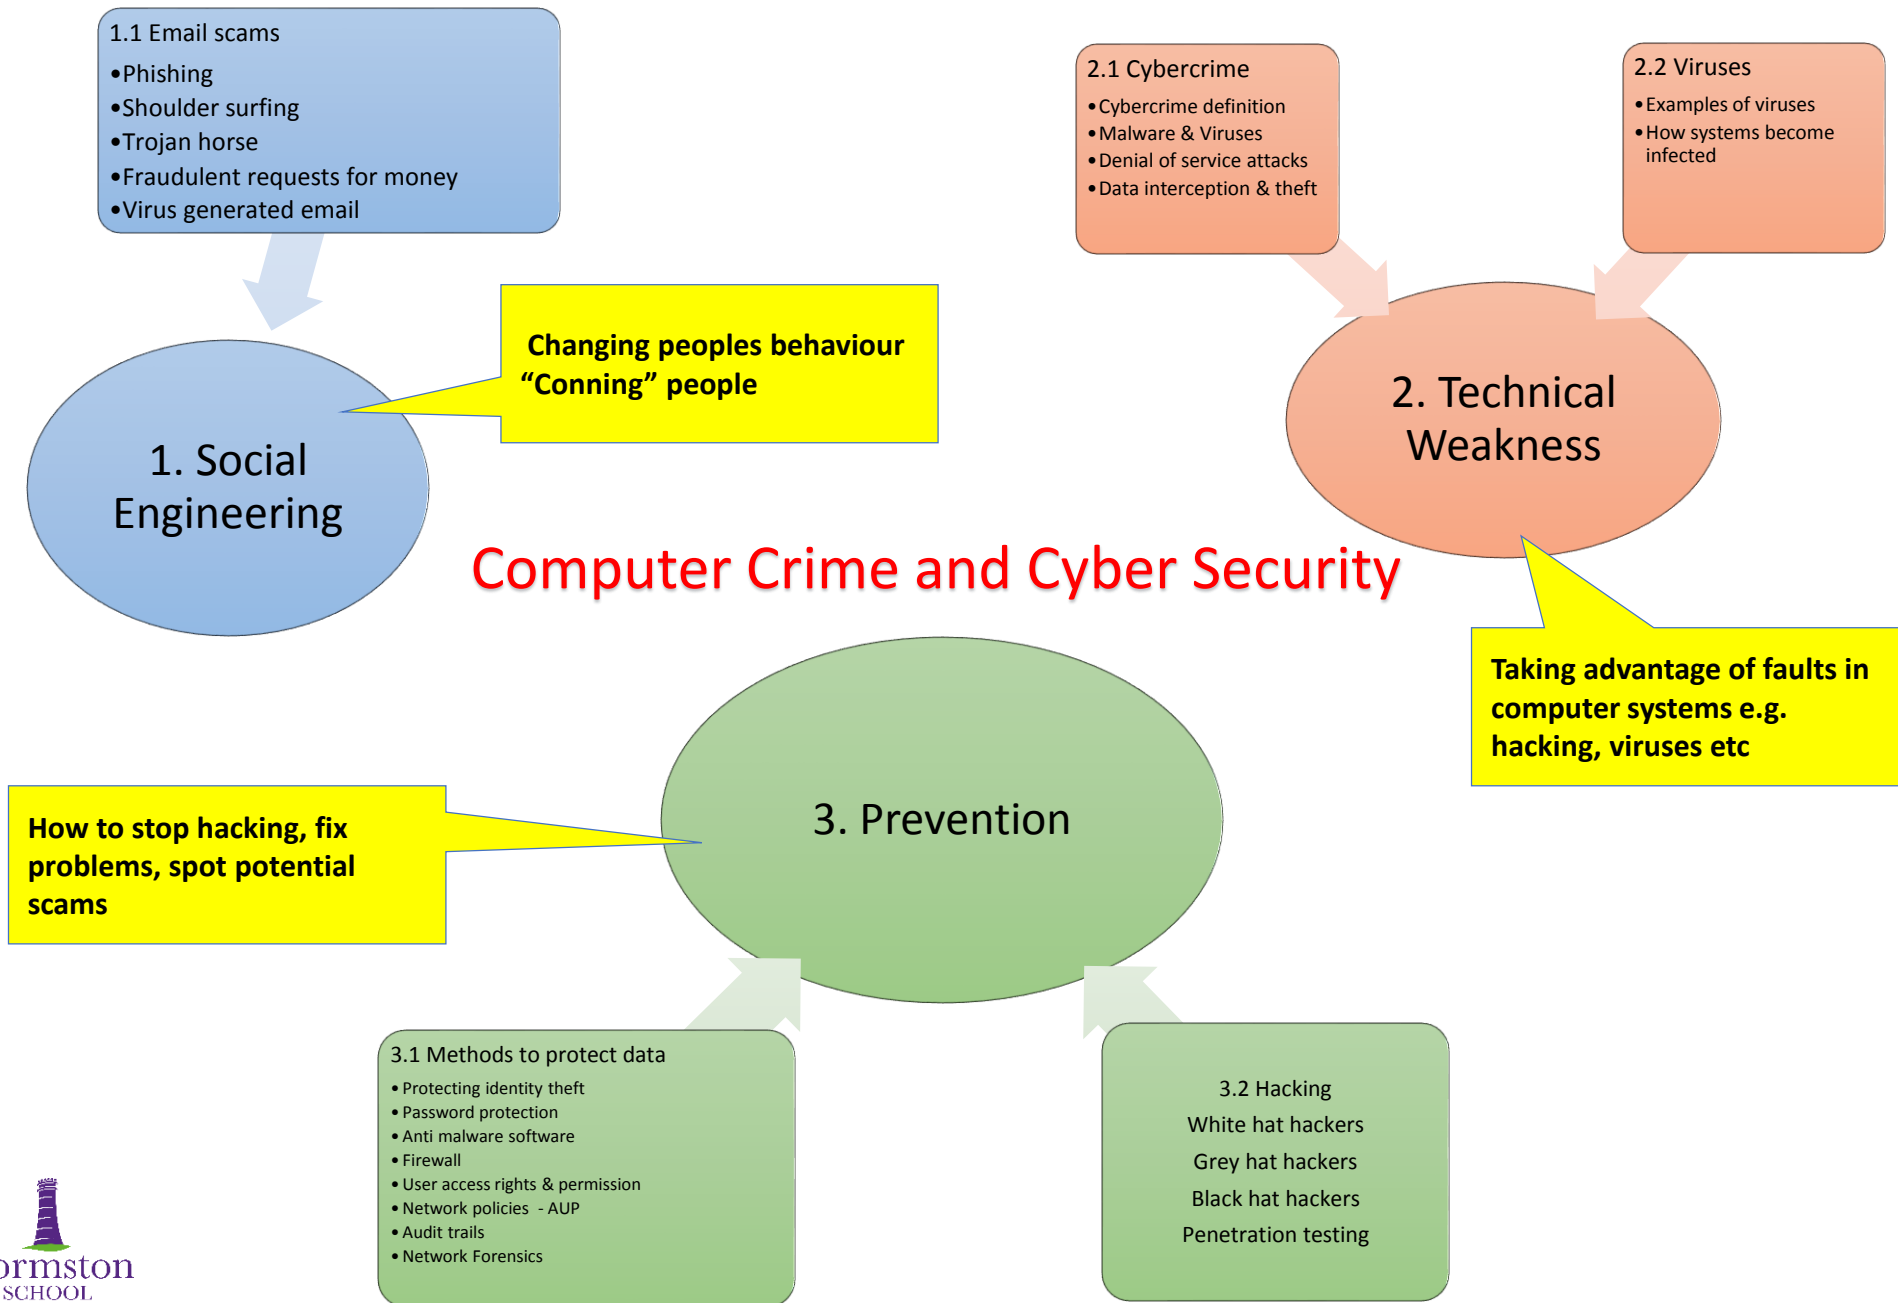 1.1 Email scams
•Phishing
•Shoulder surfing
•Trojan horse
•Fraudulent requests for money
•Virus generated email
2.1 Cybercrime
•Cybercrime definition
•Malware & Viruses
•Denial of service attacks
•Data interception & theft
2.2 Viruses
•Examples of viruses
•How systems become
infected
Changing peoples behaviour
“Conning” people
1. Social
Engineering
2. Technical
Weakness
Computer Crime and Cyber Security
Taking advantage of faults in
computer systems e.g.
hacking, viruses etc
3. Prevention
How to stop hacking, fix
problems, spot potential
scams
3.1 Methods to protect data
•Protecting identity theft
•Password protection
•Anti malware software
•Firewall
•User access rights & permission
•Network policies - AUP
•Audit trails
•Network Forensics
3.2 Hacking
White hat hackers
Grey hat hackers
Black hat hackers
Penetration testing
ormston
SCHOOL